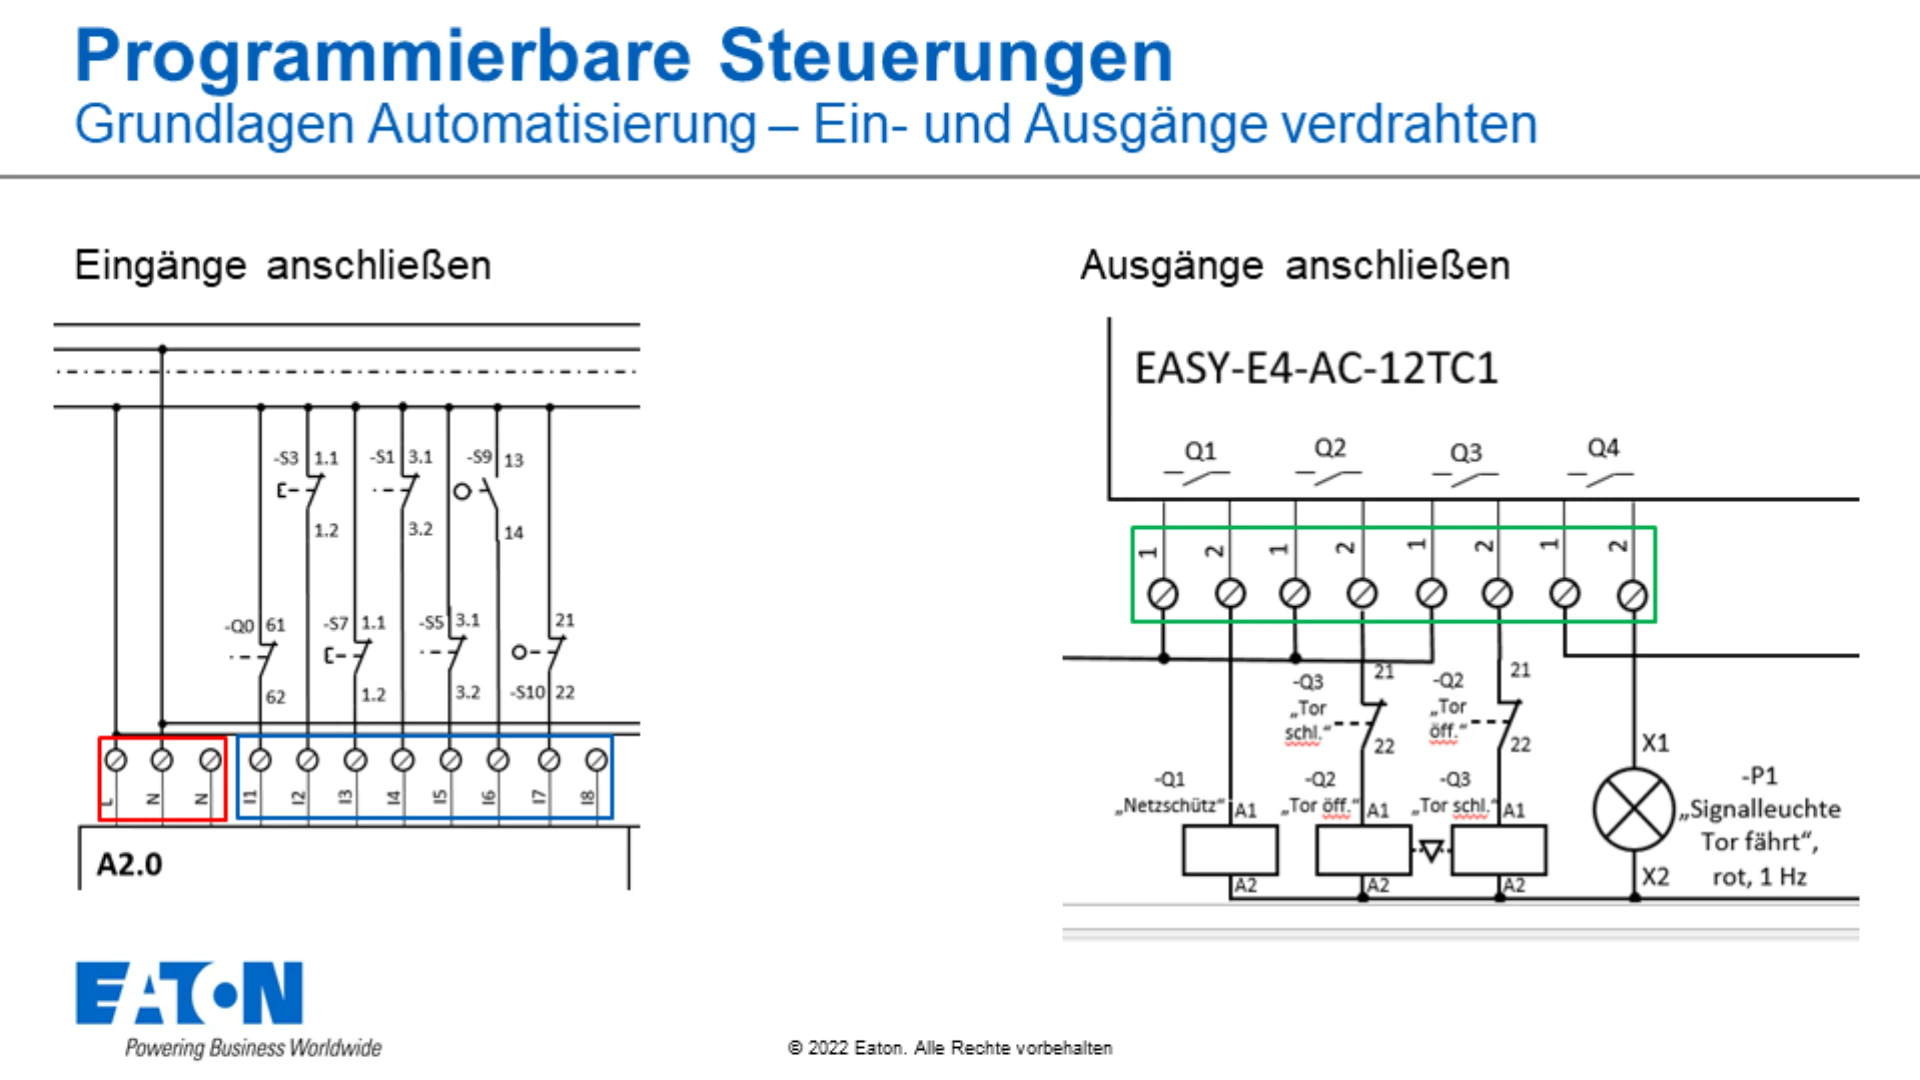 Programmierbare Steuerungen
Grundlagen Automatisierung – Ein- und Ausgänge verdrahten
Eingänge anschließen
-S3 1.1 -S1 3.1 -S9 13
1.2 3.2 14
-Q0 61 -S7 1.1 -S5 3.1 21
62 1.2 3.2 -S10 22
L N N I1 I2 I3 I4 I5 I6 I7 I8
A2.0
Ausgänge anschließen
EASY-E4-AC-12TC1
Q1 Q2 Q3 Q4
1 2 1 2 1 2 1 2
-Q3
„Tor
schl.“
21
22
-Q2
„Tor
öff.“
21
22
-Q1
„Netzschütz“
A1
A2
-Q2
„Tor öff.“
A1
A2
-Q3
„Tor schl.“
A1
A2
X1
X2
-P1
„Signalleuchte
Tor fährt“,
rot, 1 Hz
EATON
Powering Business Worldwide
© 2022 Eaton. Alle Rechte vorbehalten